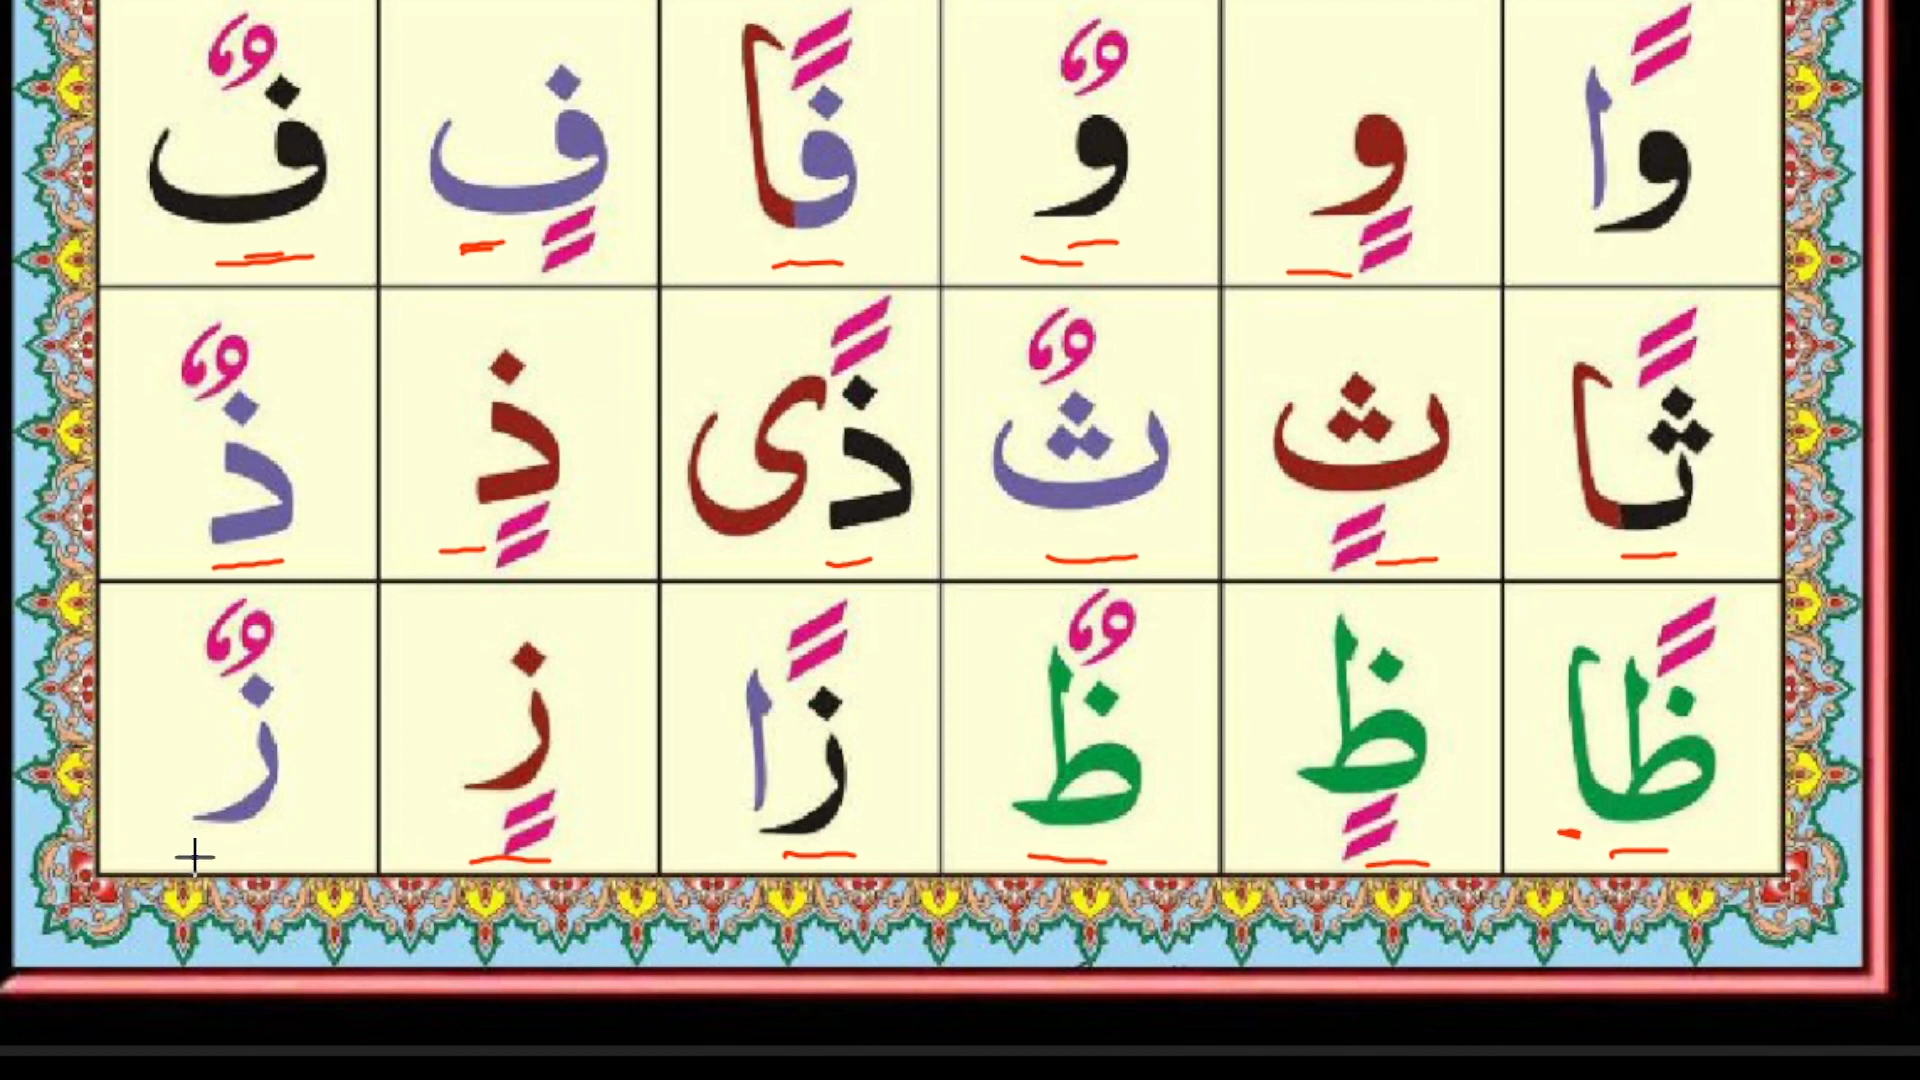 وًا وٍ وٌ فًا فٍ فٌ
ثًا ثٍ ثٌ ذًى ذٍ ذٌ
ظًا ظٍ ظٌ زًا زٍ زٌ